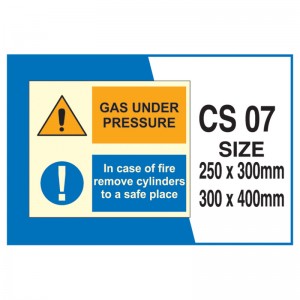 GAS UNDER
PRESSURE
In case of fire
remove cylinders
to a safe place
CS 07
SIZE
250 x 300mm
300 x 400mm